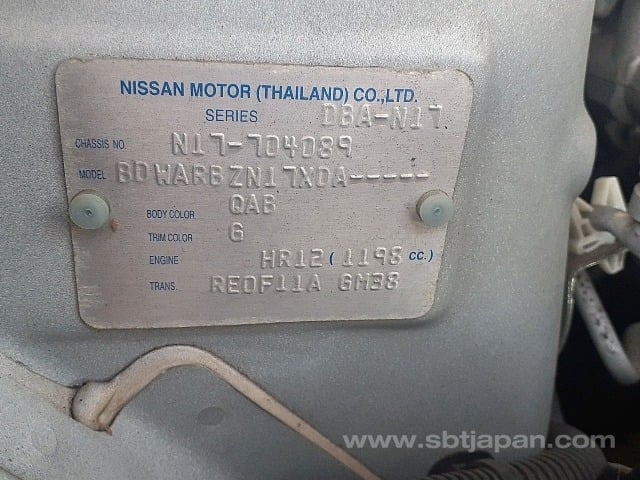 NISSAN MOTOR (THAILAND) CO.,LTD.
SERIES DBA-N17
CHASSIS NO. N17-704089
MODEL BDWARBZN17XDA-----
BODY COLOR QAB
TRIM COLOR G
ENGINE HR12 (1198 CC.)
TRANS. RE0F11A GM38
www.sbtjapan.com